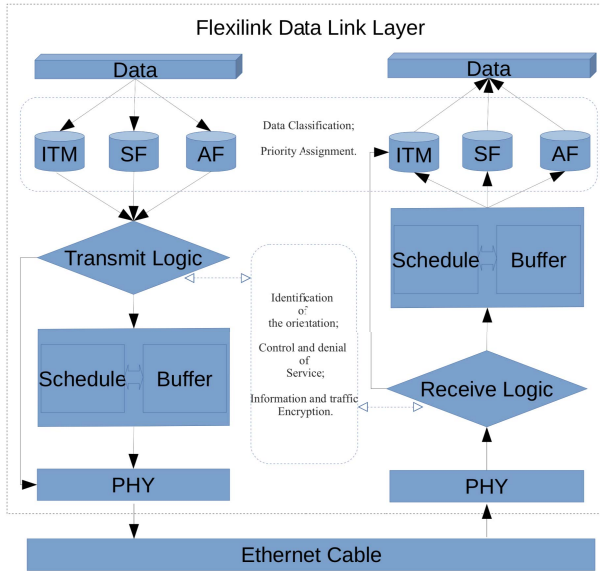 Flexilink Data Link Layer
Data
Data
ITM
SF
AF
Data Classification;
Priority Assignment.
ITM
SF
AF
Transmit Logic
Schedule
Buffer
Identification
of
the orientation;
Control and denial
of
Service;
Information and traffic
Encryption.
Schedule
Buffer
Receive Logic
PHY
PHY
Ethernet Cable